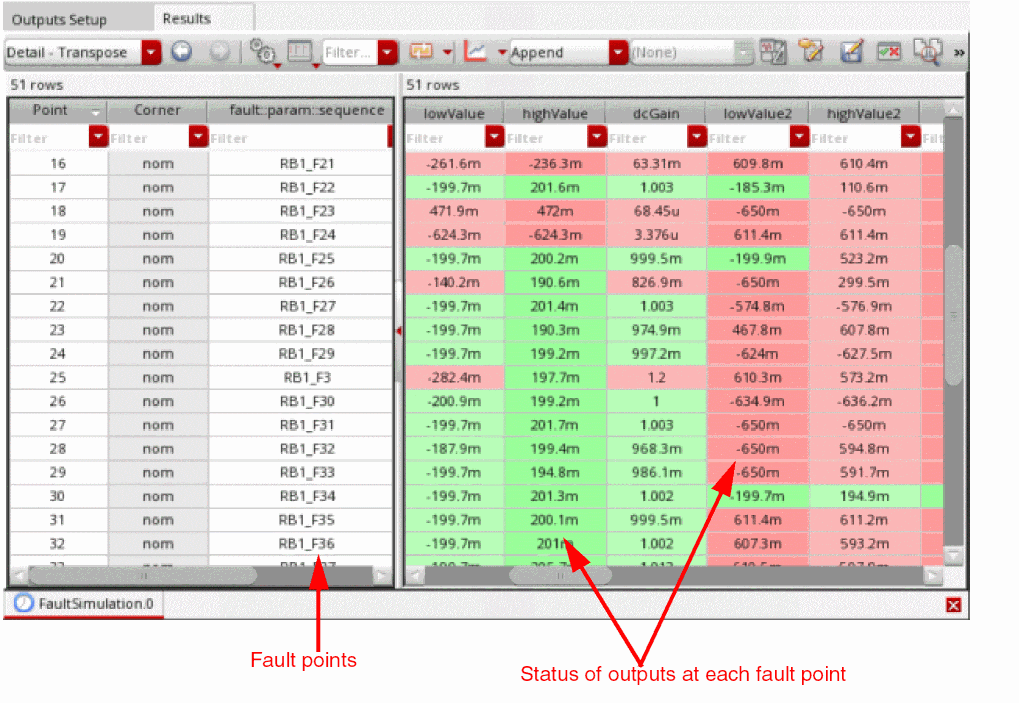 Outputs Setup Results
Detail - Transpose Filter... Append (None) »
51 rows 51 rows
Point Corner fault::param::sequence lowValue highValue dcGain lowValue2 highValue2
Filter Filter Filter Filter Filter Filter Filter Filter Filt
16 nom RB1_F21 -261.6m -236.3m 63.31m 609.8m 610.4m
17 nom RB1_F22 -199.7m 201.6m 1.003 -185.3m 110.6m
18 nom RB1_F23 471.9m 472m 68.45u -650m -650m
19 nom RB1_F24 -624.3m -624.3m 3.376u 611.4m 611.4m
20 nom RB1_F25 -199.7m 200.2m 999.5m -199.9m 523.2m
21 nom RB1_F26 -140.2m 190.6m 826.9m -650m 299.5m
22 nom RB1_F27 -199.7m 201.4m 1.003 -574.8m -576.9m
23 nom RB1_F28 -199.7m 190.3m 974.9m 467.8m 607.8m
24 nom RB1_F29 -199.7m 199.2m 997.2m -624m -627.5m
25 nom RB1_F3 -282.4m 197.7m 1.2 610.3m 573.2m
26 nom RB1_F30 -200.9m 199.2m 1 -634.9m -636.2m
27 nom RB1_F31 -199.7m 201.7m 1.003 -650m -650m
28 nom RB1_F32 -187.9m 199.4m 968.3m -650m 594.8m
29 nom RB1_F33 -199.7m 194.8m 986.1m -650m 591.7m
30 nom RB1_F34 -199.7m 201.3m 1.002 -199.7m 194.9m
31 nom RB1_F35 -199.7m 200.1m 999.5m 611.4m 611.2m
32 nom RB1_F36 -199.7m 201m 1.002 607.3m 593.2m
FaultSimulation.0
Fault points
Status of outputs at each fault point